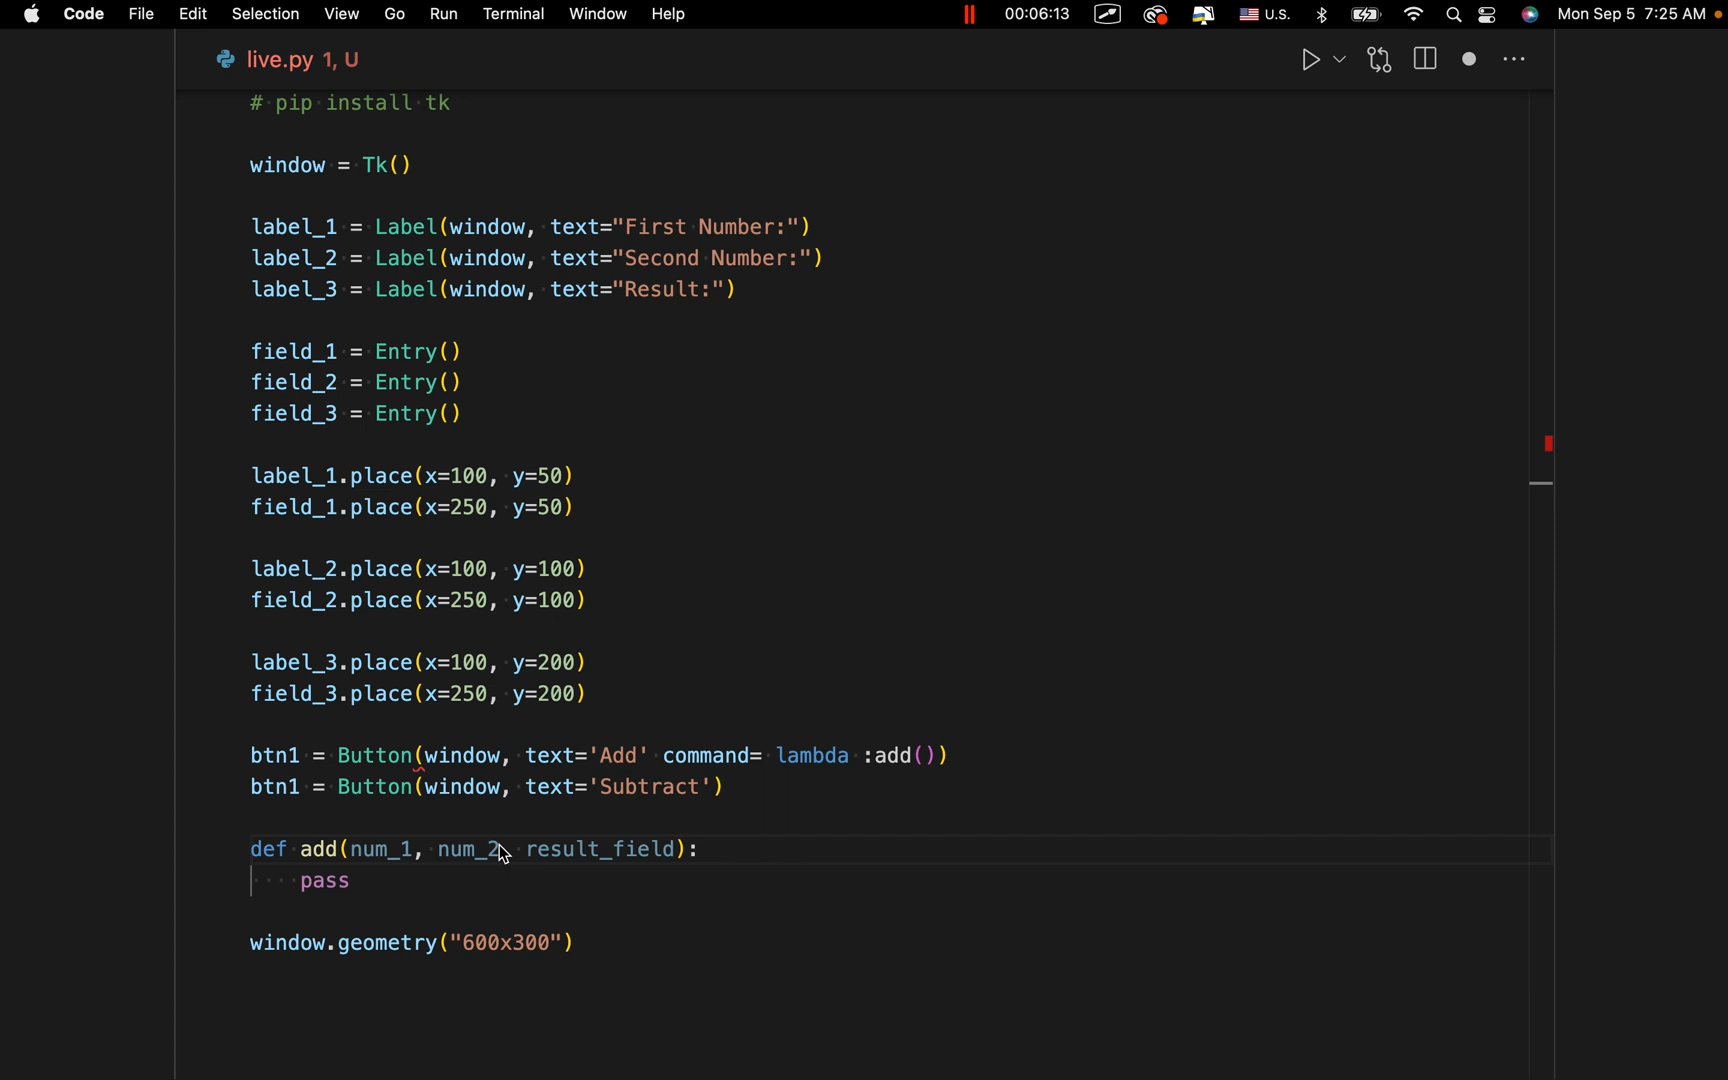 Code File Edit Selection View Go Run Terminal Window Help 00:06:13 U.S. Mon Sep 5 7:25 AM
live.py 1, U
# pip install tk
window = Tk()
label_1 = Label(window, text="First Number:")
label_2 = Label(window, text="Second Number:")
label_3 = Label(window, text="Result:")
field_1 = Entry()
field_2 = Entry()
field_3 = Entry()
label_1.place(x=100, y=50)
field_1.place(x=250, y=50)
label_2.place(x=100, y=100)
field_2.place(x=250, y=100)
label_3.place(x=100, y=200)
field_3.place(x=250, y=200)
btn1 = Button(window, text='Add' command= lambda :add())
btn1 = Button(window, text='Subtract')
def add(num_1, num_2, result_field):
    pass
window.geometry("600x300")